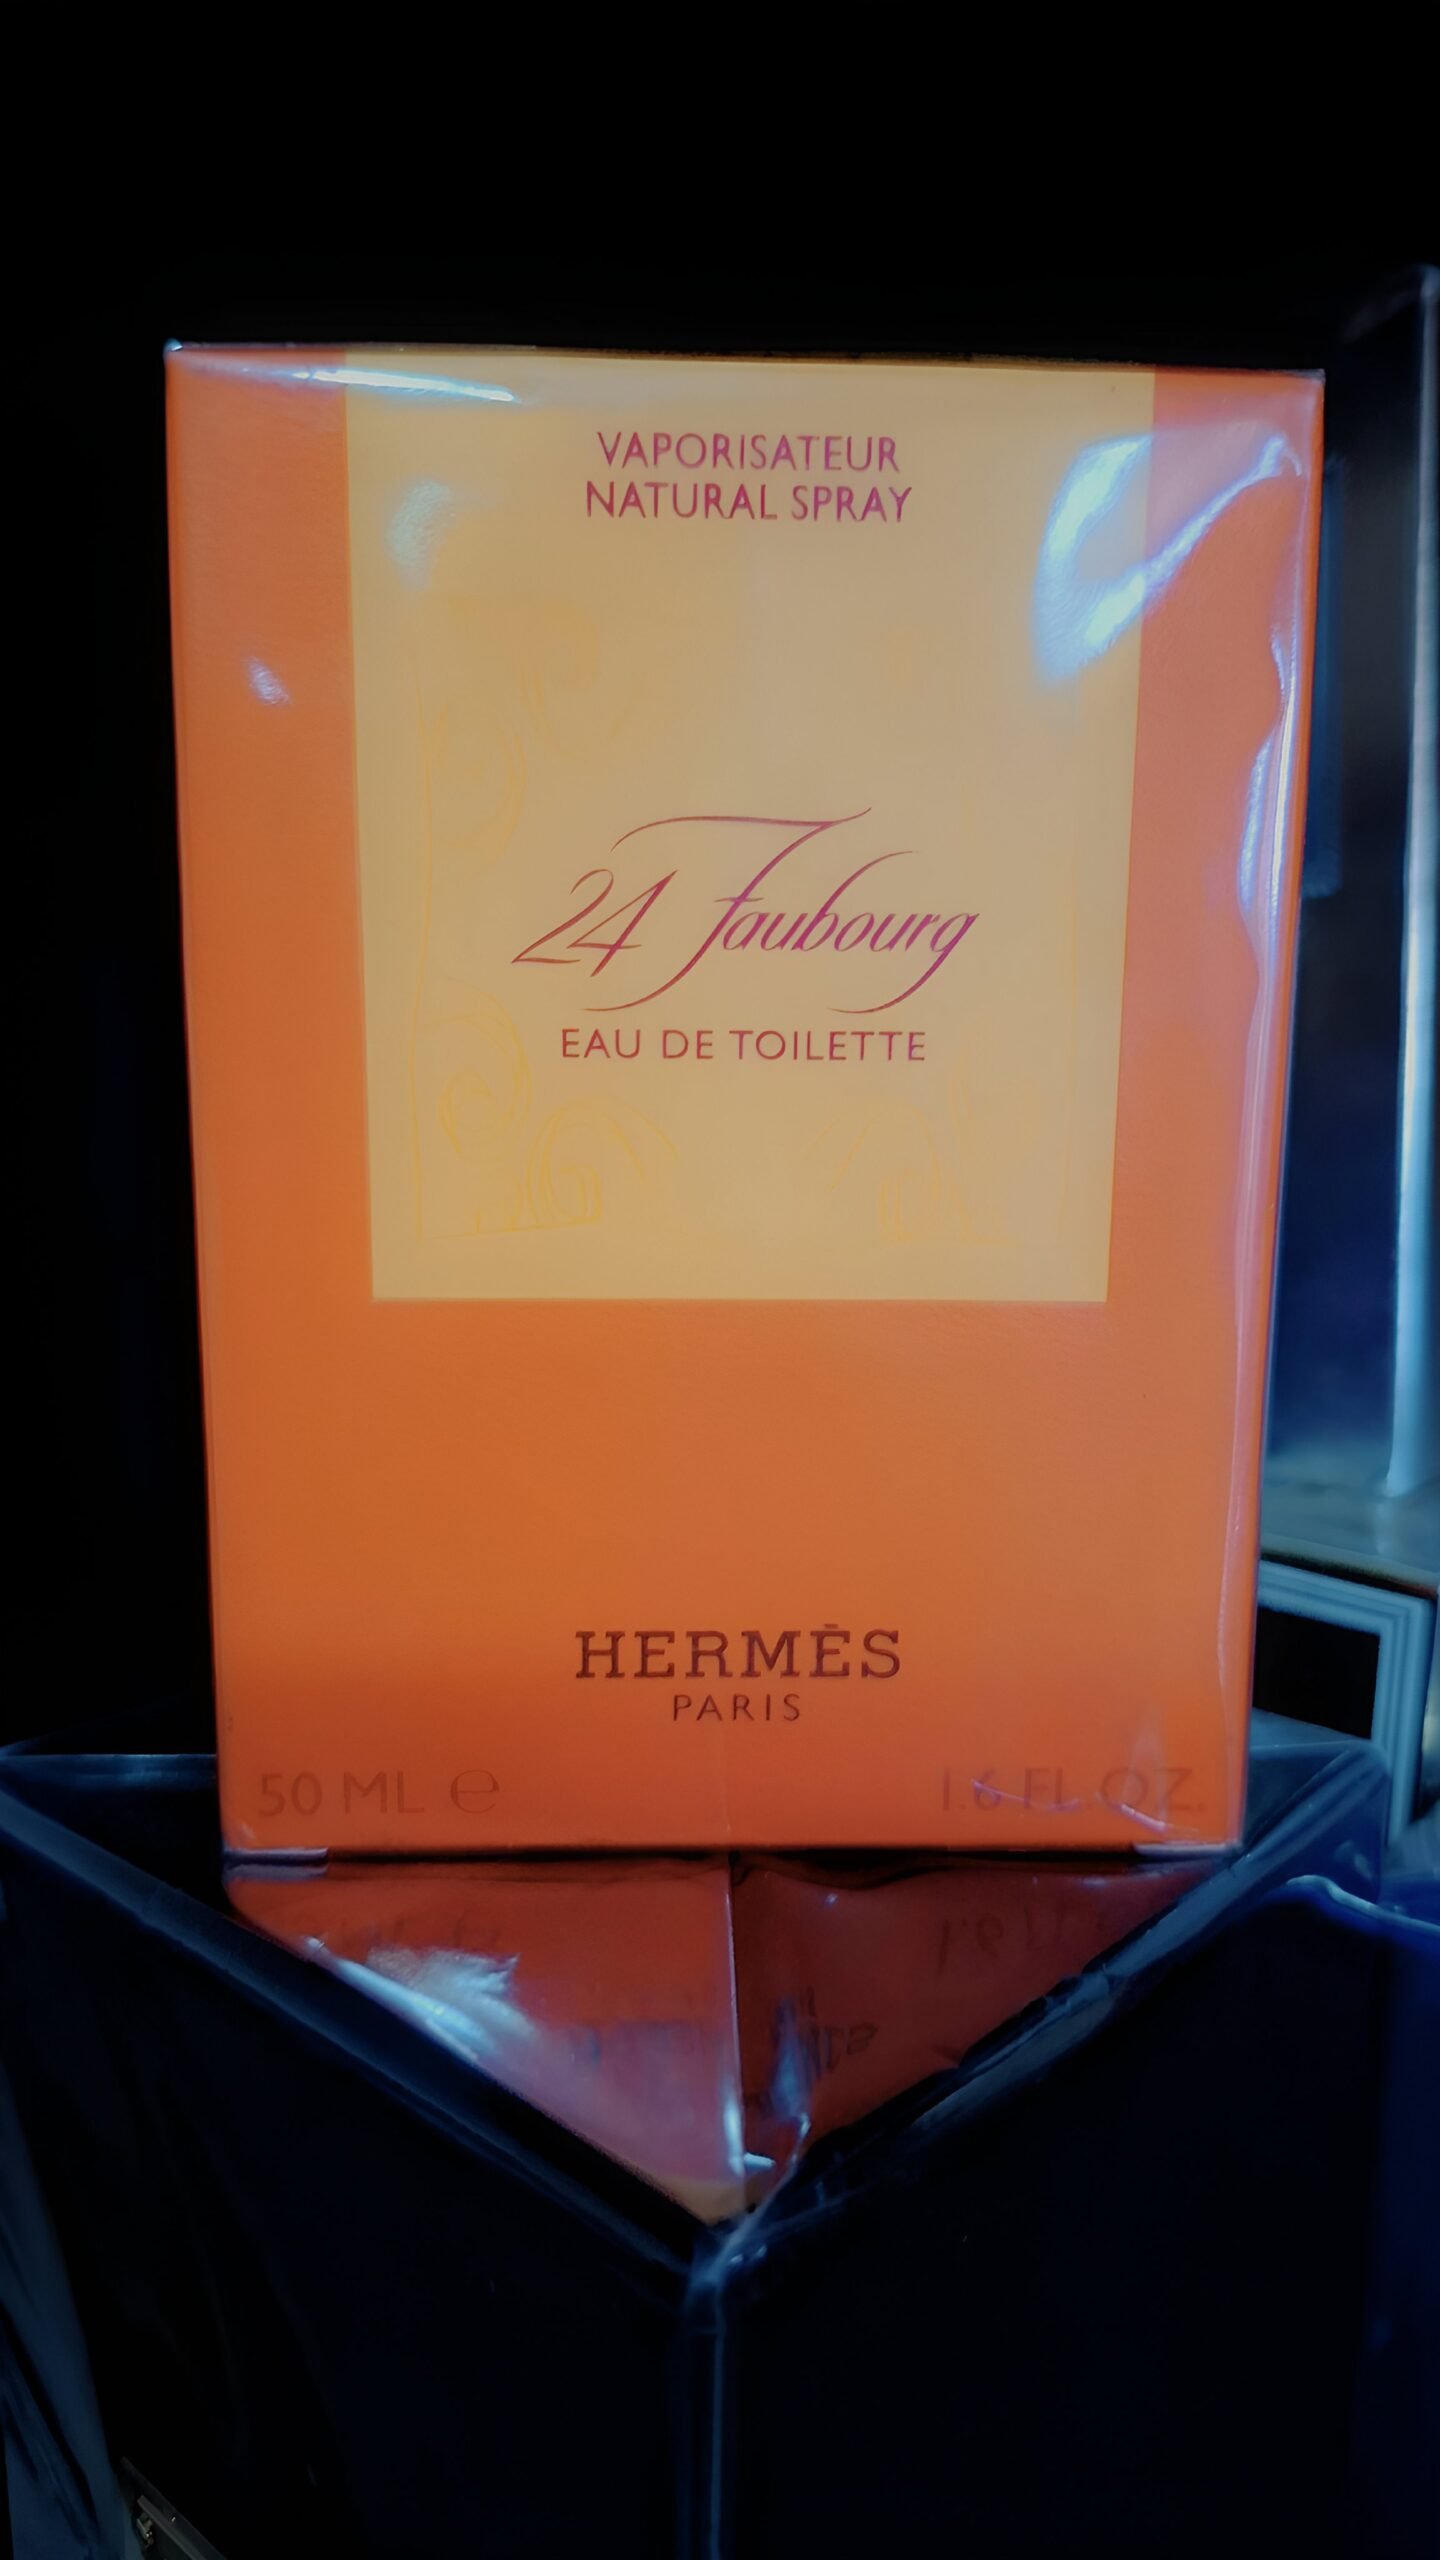 VAPORISATEUR
NATURAL SPRAY
24 Faubourg
EAU DE TOILETTE
HERMÈS
PARIS
50 ML ℮
1.6 FL.OZ.